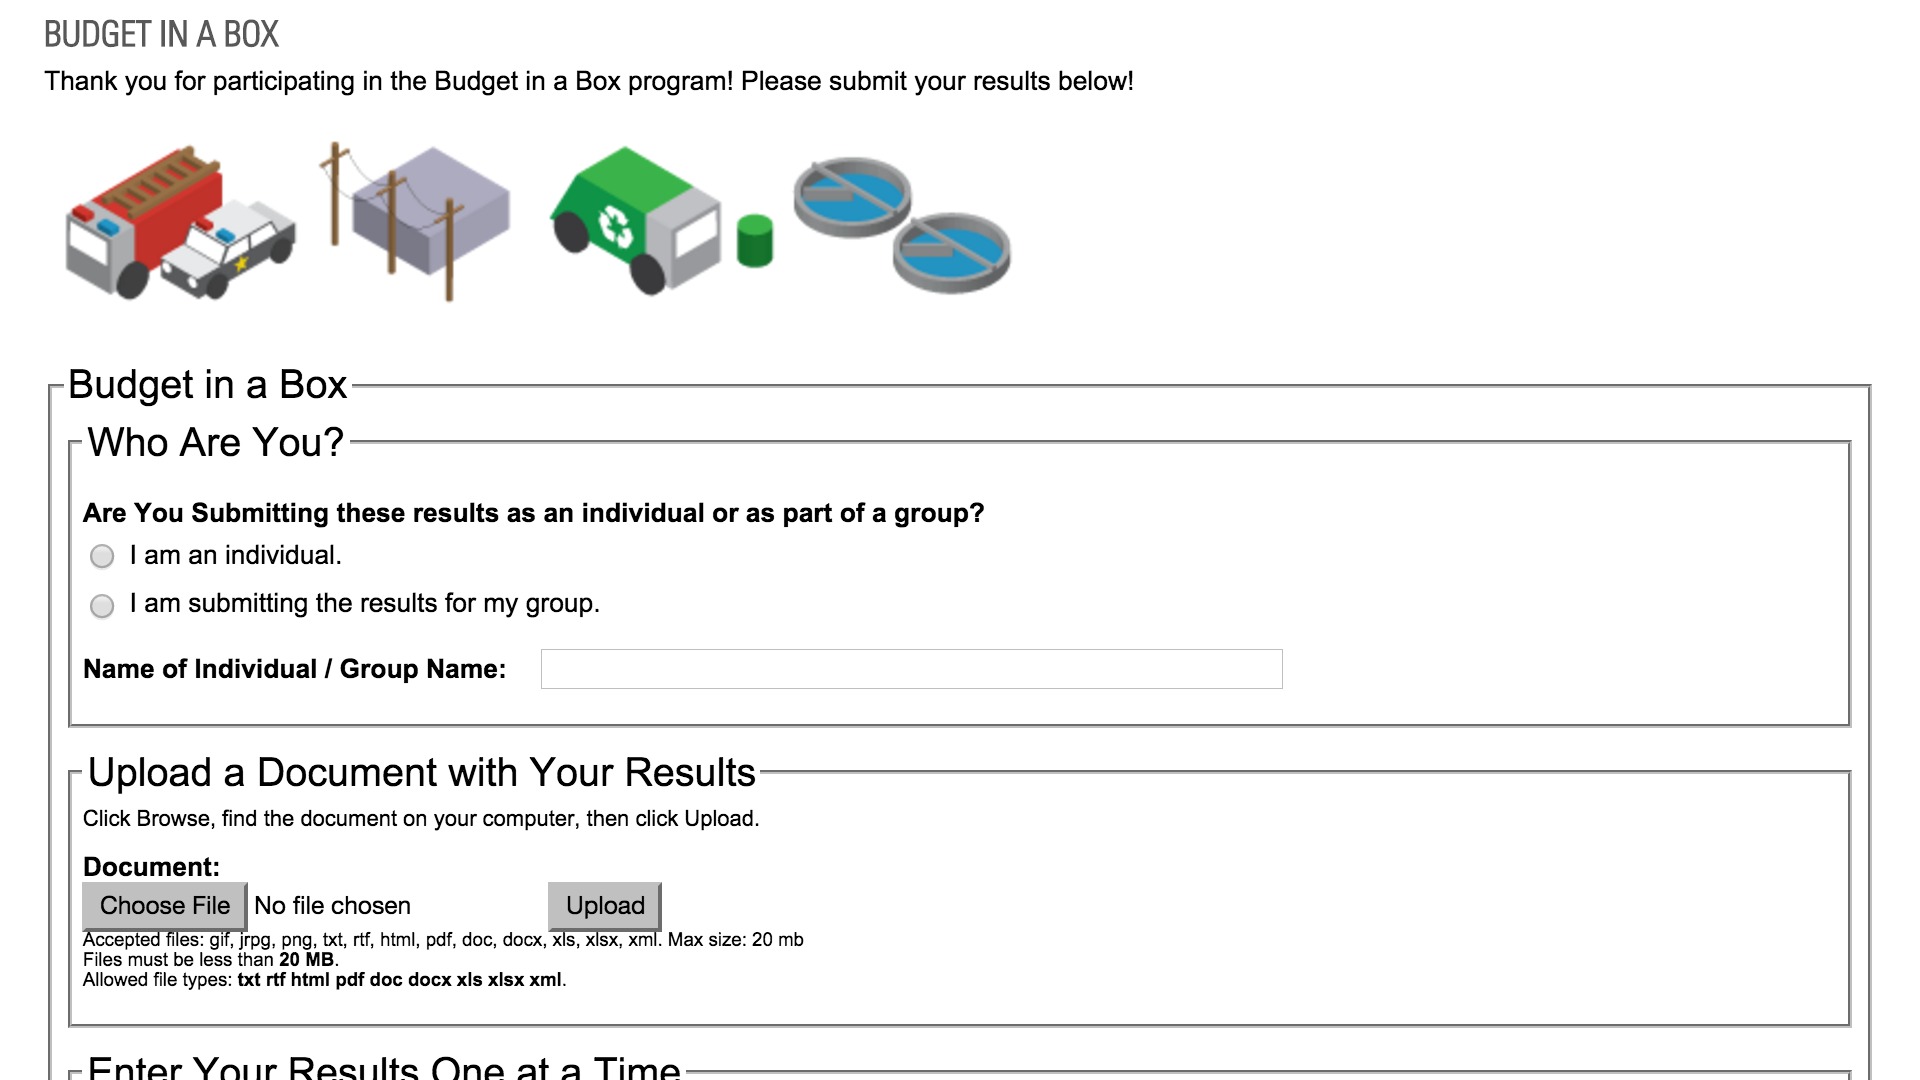 BUDGET IN A BOX
Thank you for participating in the Budget in a Box program! Please submit your results below!
Budget in a Box
Who Are You?
Are You Submitting these results as an individual or as part of a group?
I am an individual.
I am submitting the results for my group.
Name of Individual / Group Name:
Upload a Document with Your Results
Click Browse, find the document on your computer, then click Upload.
Document:
Choose File No file chosen Upload
Accepted files: gif, jrpg, png, txt, rtf, html, pdf, doc, docx, xls, xlsx, xml. Max size: 20 mb
Files must be less than 20 MB.
Allowed file types: txt rtf html pdf doc docx xls xlsx xml.
Enter Your Results One at a Time